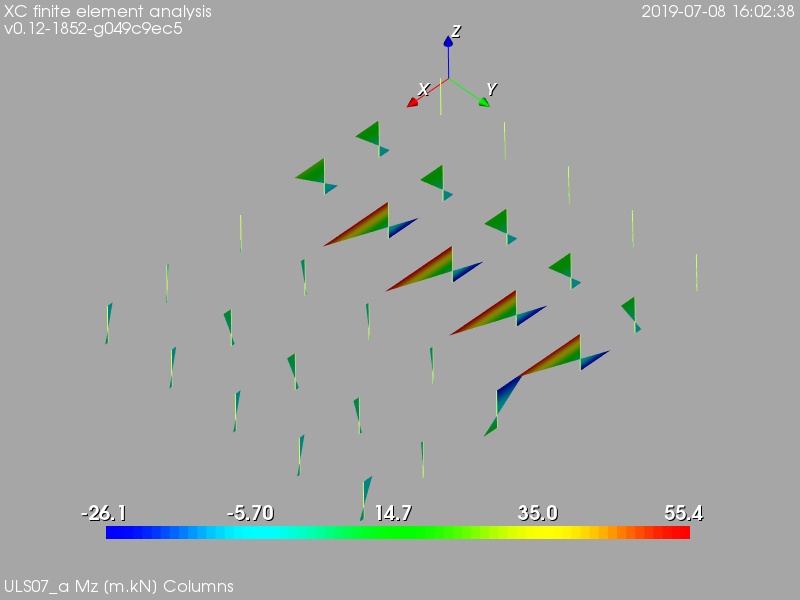 XC finite element analysis
v0.12-1852-g049c9ec5
2019-07-08 16:02:38
Z
X
Y
-26.1 -5.70 14.7 35.0 55.4
ULS07_a Mz [m.kN] Columns